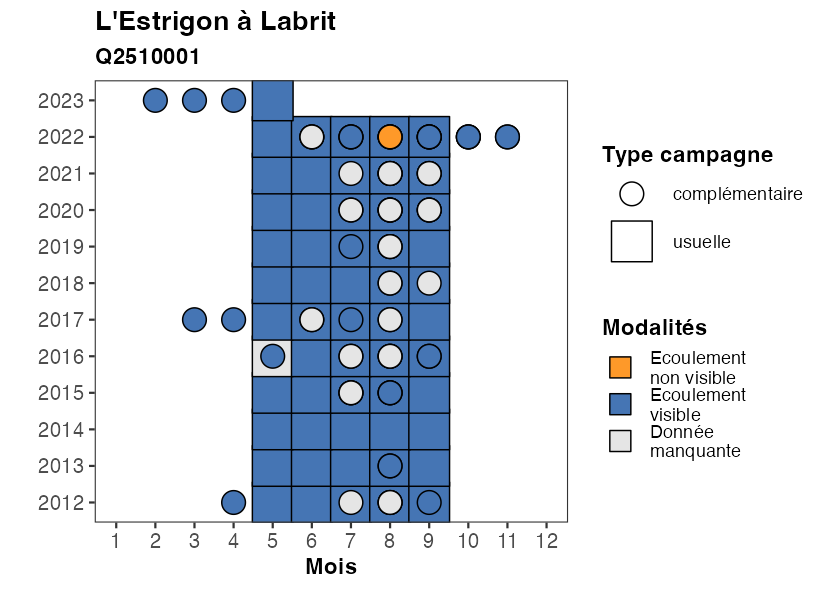 L'Estrigon à Labrit
Q2510001
2023
2022
2021
2020
2019
2018
2017
2016
2015
2014
2013
2012
1 2 3 4 5 6 7 8 9 10 11 12
Mois
Type campagne
complémentaire
usuelle
Modalités
Ecoulement
non visible
Ecoulement
visible
Donnée
manquante